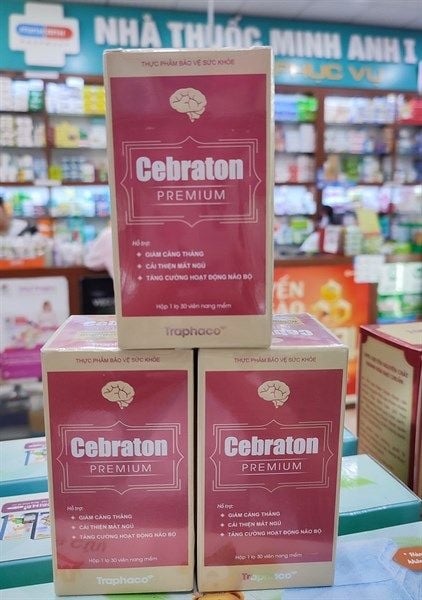 NHÀ THUỐC MINH ANH I
PHỤC VỤ
THỰC PHẨM BẢO VỆ SỨC KHỎE
Cebraton
PREMIUM
Hỗ trợ:
GIẢM CĂNG THẲNG
CẢI THIỆN MẤT NGỦ
TĂNG CƯỜNG HOẠT ĐỘNG NÃO BỘ
Hộp 1 lọ 30 viên nang mềm
Traphaco
THỰC PHẨM BẢO VỆ SỨC KHỎE
Cebraton
PREMIUM
Hỗ trợ:
GIẢM CĂNG THẲNG
CẢI THIỆN MẤT NGỦ
TĂNG CƯỜNG HOẠT ĐỘNG NÃO BỘ
Hộp 1 lọ 30 viên nang mềm
Traphaco
THỰC PHẨM BẢO VỆ SỨC KHỎE
Cebraton
PREMIUM
Hỗ trợ:
GIẢM CĂNG THẲNG
CẢI THIỆN MẤT NGỦ
TĂNG CƯỜNG HOẠT ĐỘNG NÃO BỘ
Hộp 1 lọ 30 viên nang mềm
Traphaco